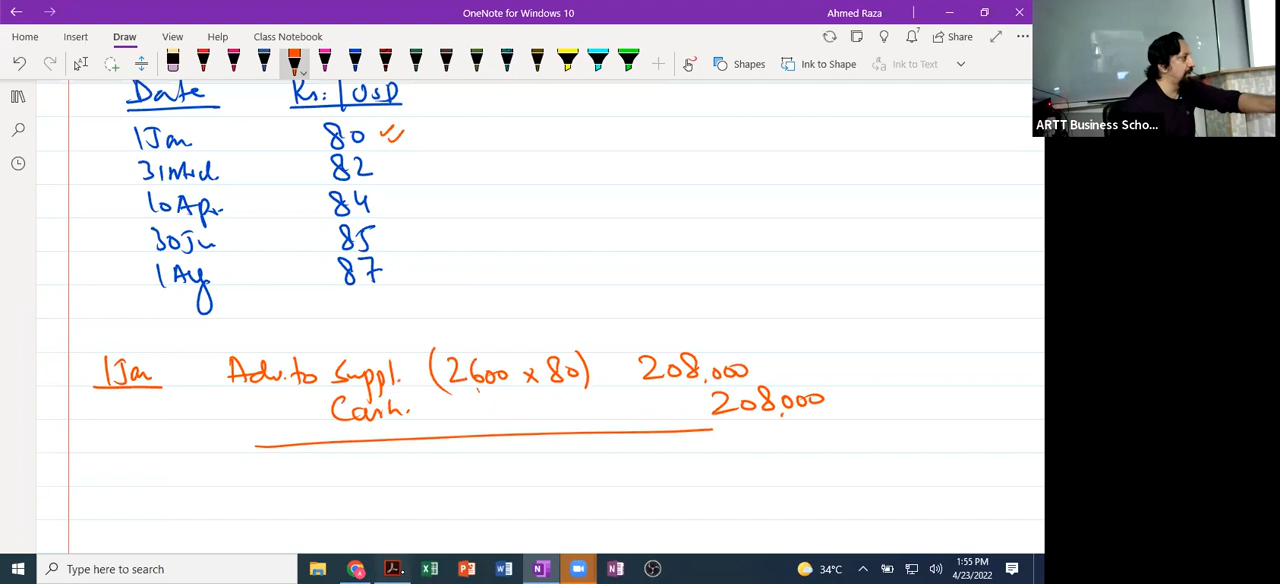 OneNote for Windows 10
Ahmed Raza
Home Insert Draw View Help Class Notebook
Share
Shapes Ink to Shape Ink to Text
Date Rs: | USD
1 Jan 80
31 Mch 82
10 Apr. 84
30 Ju 85
1 Aug 87
1 Jan Adv. to Suppl. (2600 x 80) 208,000
Cash. 208,000
ARTT Business Scho...
Type here to search
34°C
1:55 PM
4/23/2022